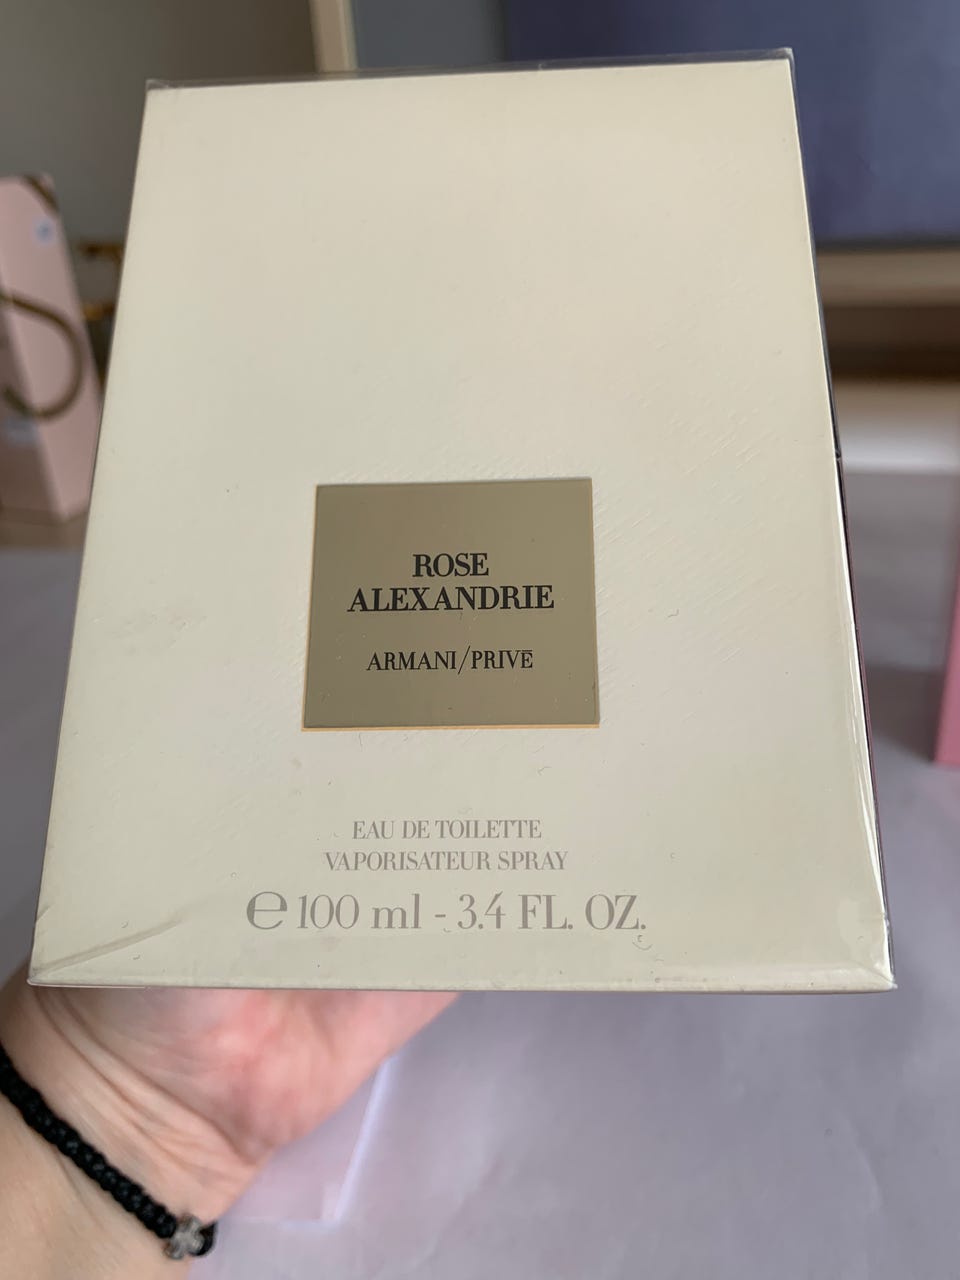 ROSE
ALEXANDRIE
ARMANI/PRIVĒ
EAU DE TOILETTE
VAPORISATEUR SPRAY
℮ 100 ml - 3.4 FL. OZ.